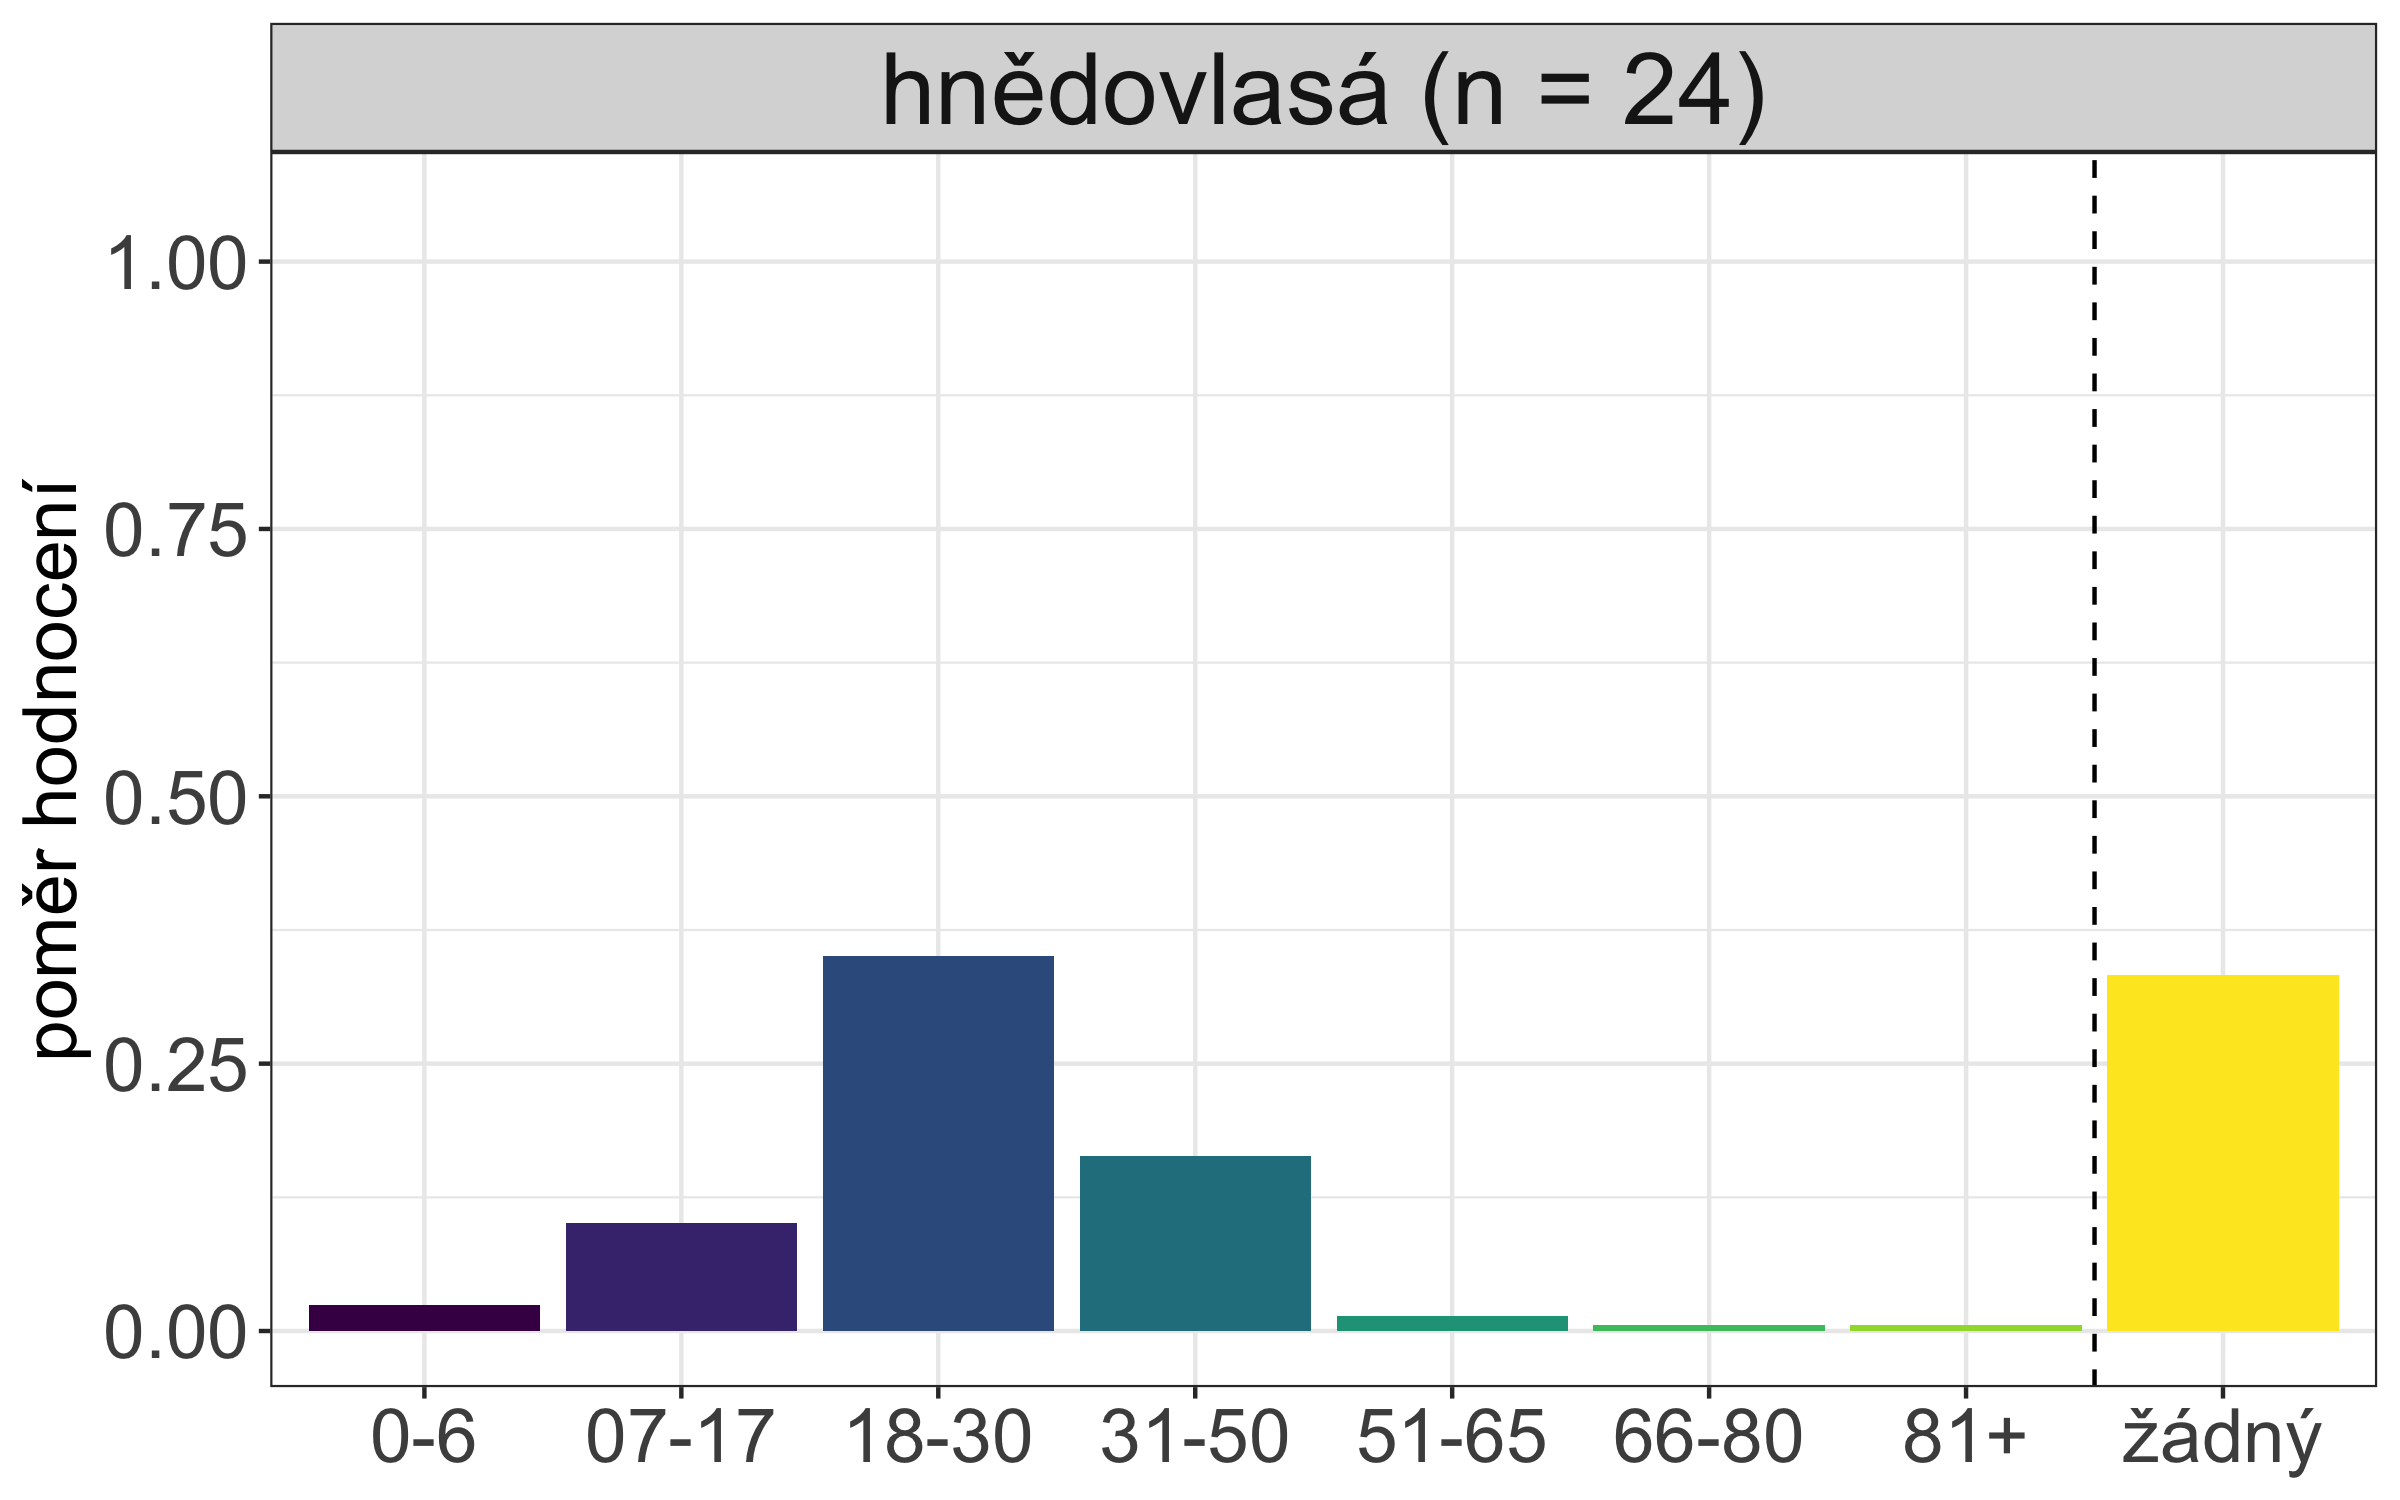 hnědovlasá (n = 24)
poměr hodnocení
1.00
0.75
0.50
0.25
0.00
0-6 07-17 18-30 31-50 51-65 66-80 81+ žádný